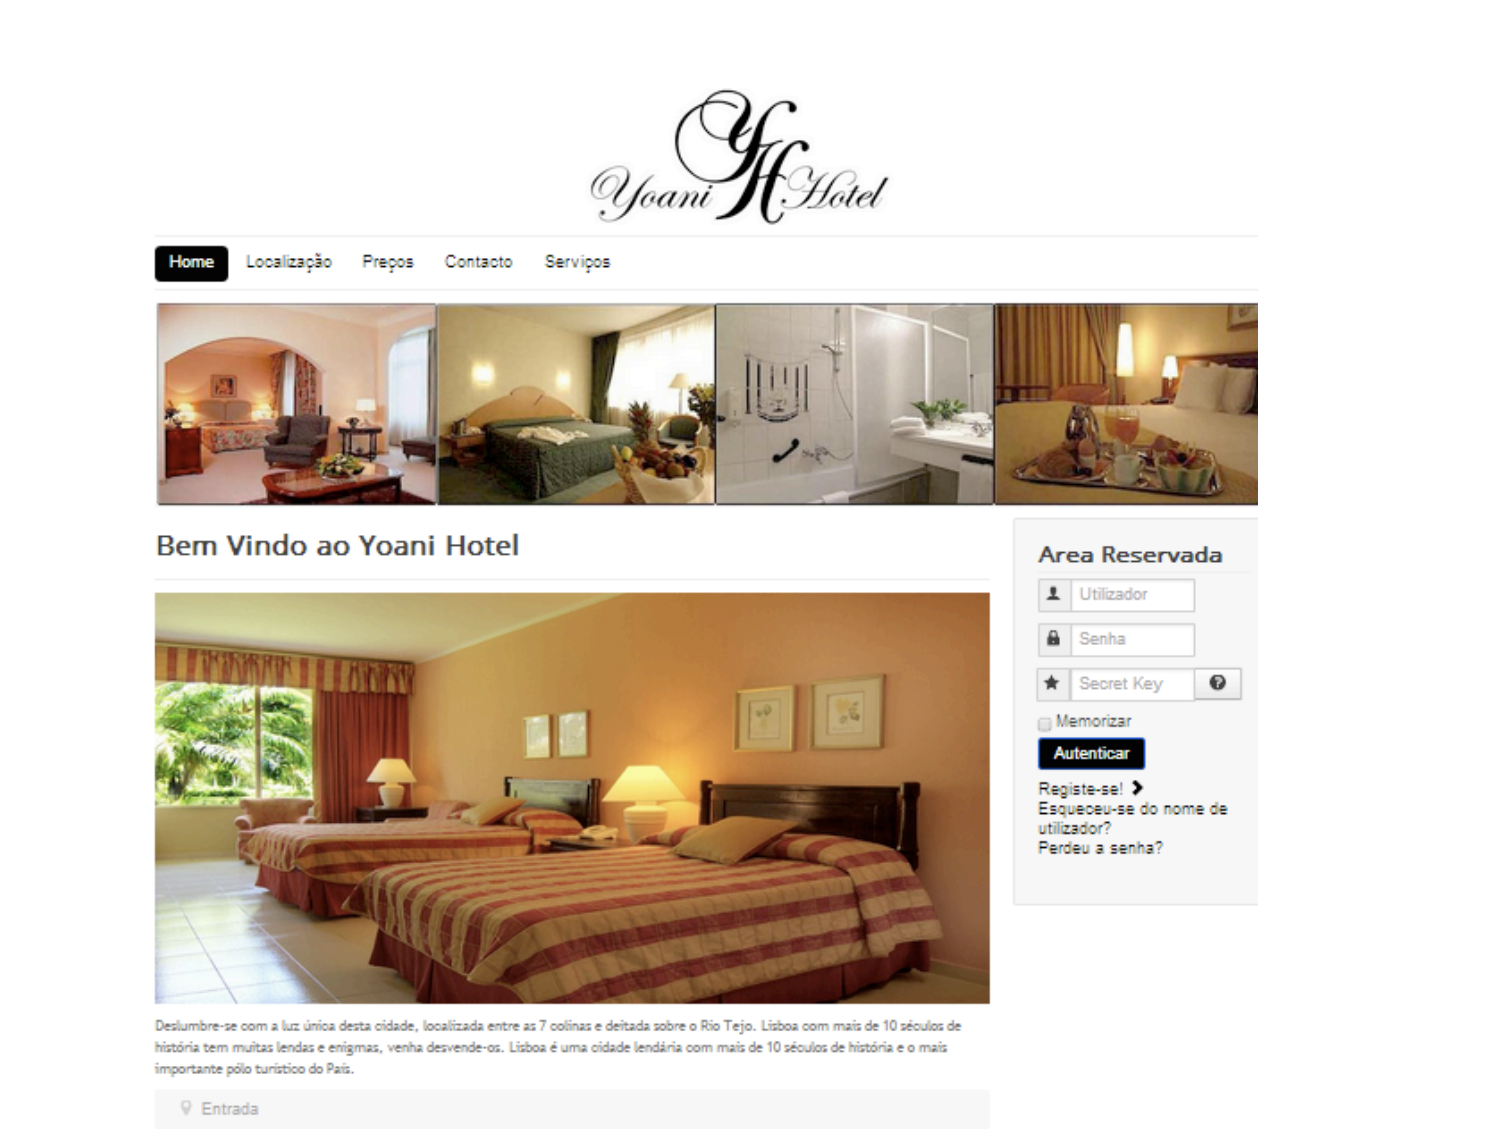 Yoani YH Hotel
Home Localização Preços Contacto Serviços
Bem Vindo ao Yoani Hotel
Area Reservada
Utilizador
Senha
Secret Key
Memorizar
Autenticar
Registe-se!
Esqueceu-se do nome de
utilizador?
Perdeu a senha?
Deslumbre-se com a luz única desta cidade, localizada entre as 7 colinas e deitada sobre o Rio Tejo. Lisboa com mais de 10 séculos de
história tem muitas lendas e enigmas, venha desvende-os. Lisboa é uma cidade lendária com mais de 10 séculos de história e o mais
importante pólo turístico do País.
Entrada